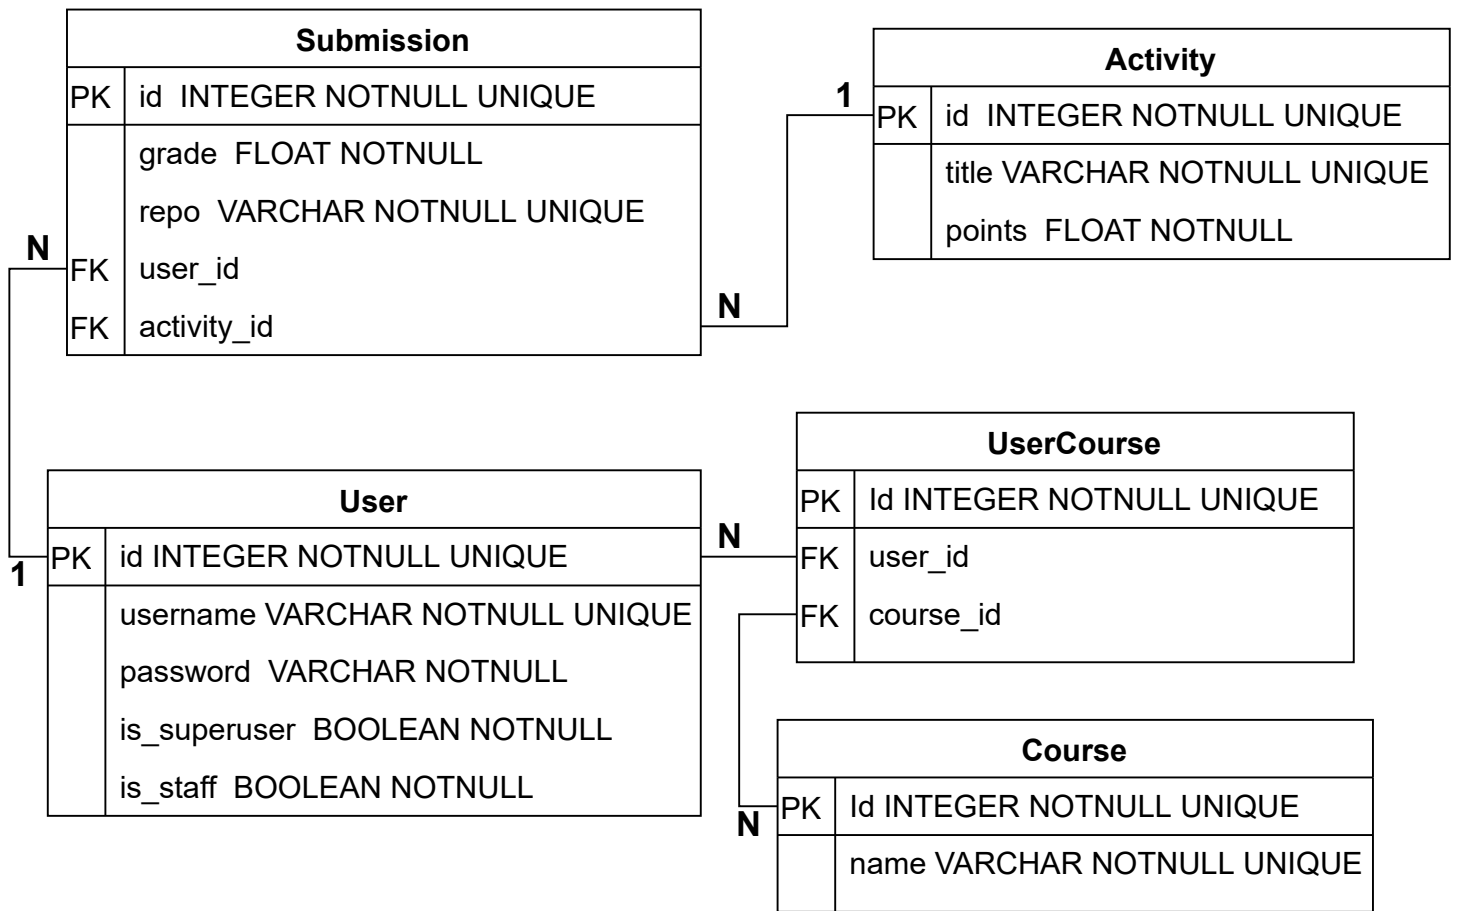 Submission
PK id INTEGER NOTNULL UNIQUE
grade FLOAT NOTNULL
repo VARCHAR NOTNULL UNIQUE
FK user_id
FK activity_id
N
N
1
Activity
PK id INTEGER NOTNULL UNIQUE
title VARCHAR NOTNULL UNIQUE
points FLOAT NOTNULL
User
PK id INTEGER NOTNULL UNIQUE
username VARCHAR NOTNULL UNIQUE
password VARCHAR NOTNULL
is_superuser BOOLEAN NOTNULL
is_staff BOOLEAN NOTNULL
1
N
UserCourse
PK Id INTEGER NOTNULL UNIQUE
FK user_id
FK course_id
N
Course
PK Id INTEGER NOTNULL UNIQUE
name VARCHAR NOTNULL UNIQUE